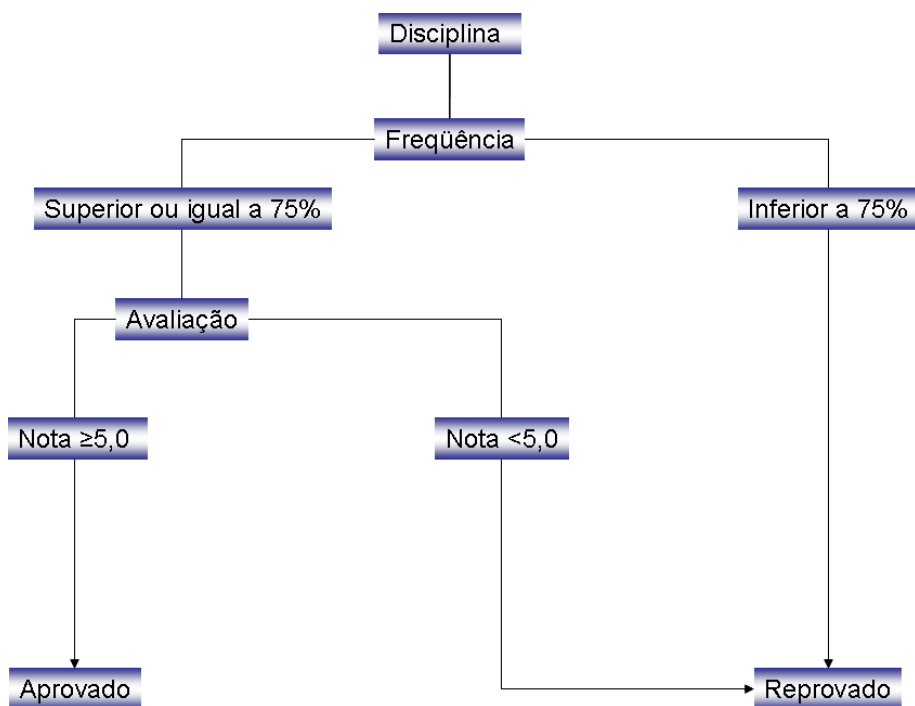 Disciplina
Freqüência
Superior ou igual a 75%
Inferior a 75%
Avaliação
Nota ≥5,0
Nota <5,0
Aprovado
Reprovado